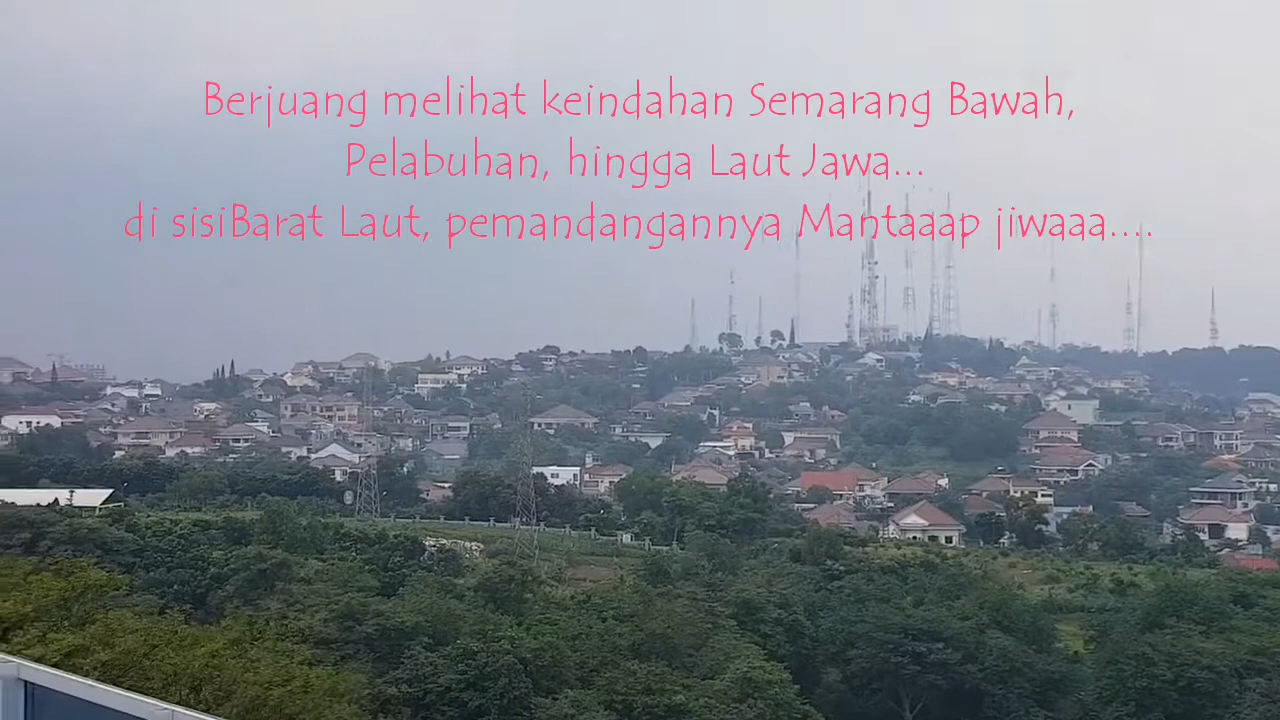 Berjuang melihat keindahan Semarang Bawah,
Pelabuhan, hingga Laut Jawa...
di sisiBarat Laut, pemandangannya Mantaaap jiwaaa....